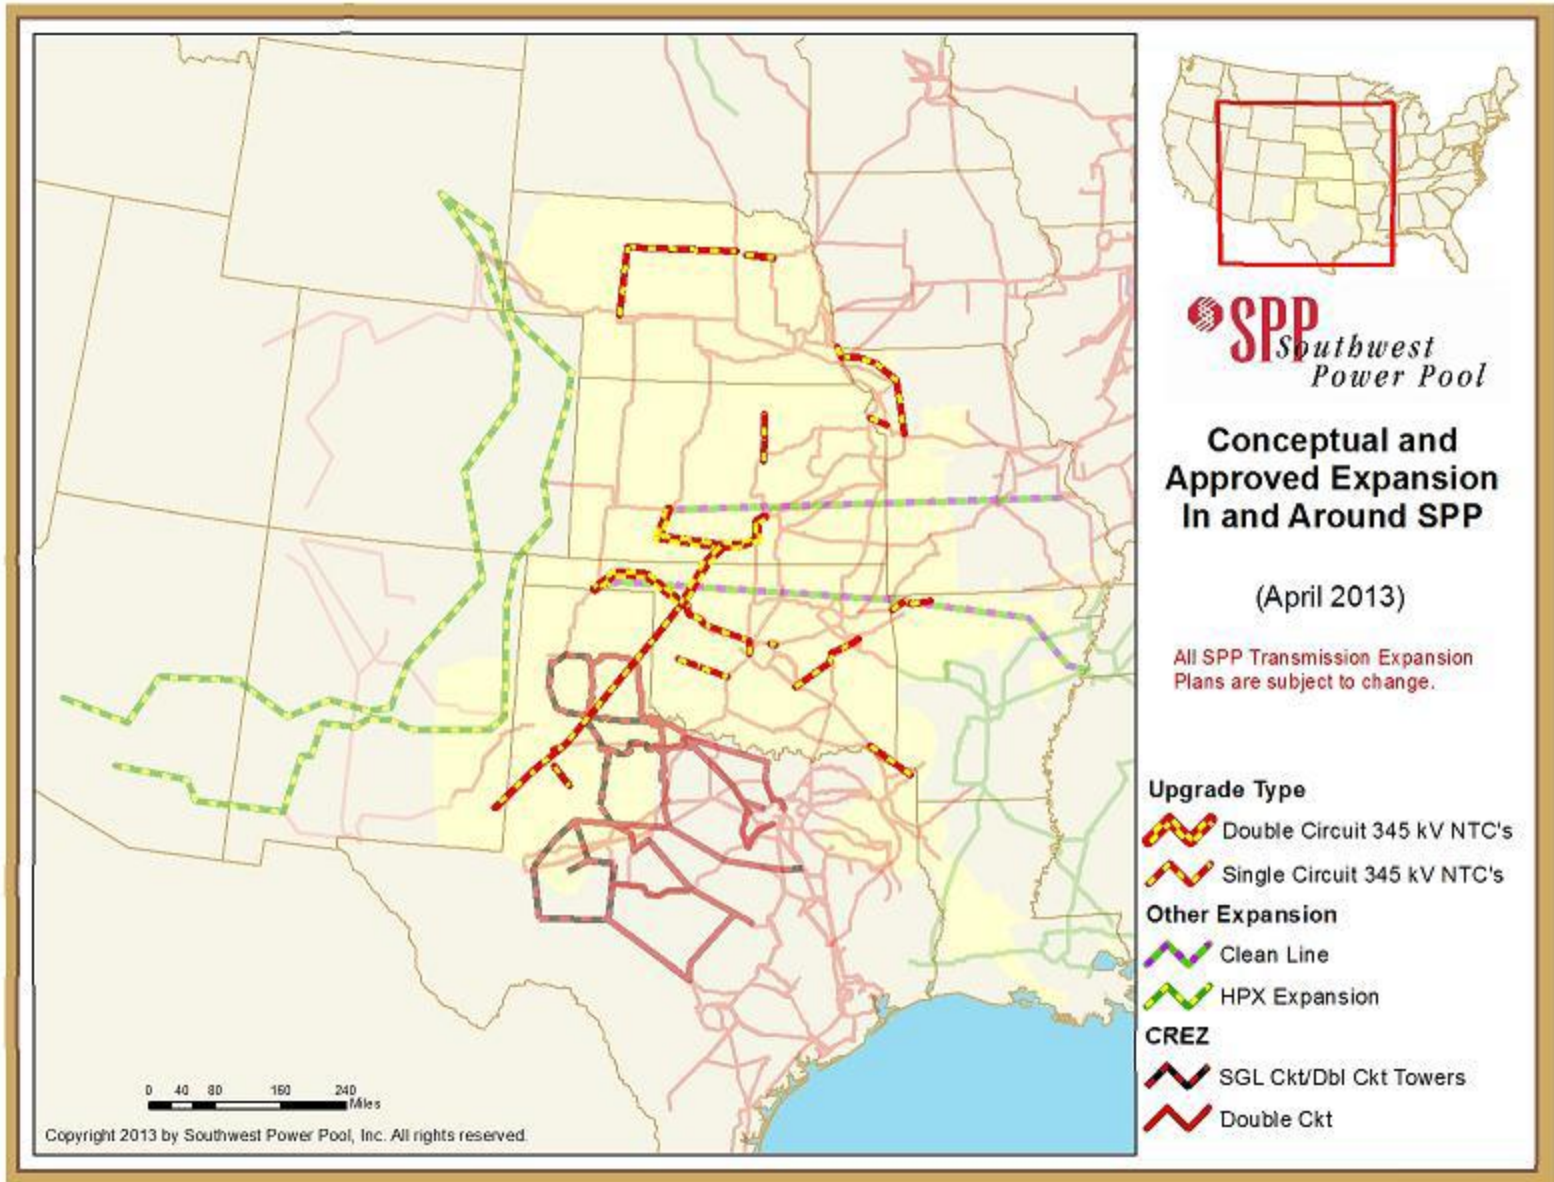 SPP
Southwest
Power Pool
Conceptual and
Approved Expansion
In and Around SPP
(April 2013)
All SPP Transmission Expansion
Plans are subject to change.
Upgrade Type
Double Circuit 345 kV NTC's
Single Circuit 345 kV NTC's
Other Expansion
Clean Line
HPX Expansion
CREZ
SGL Ckt/Dbl Ckt Towers
Double Ckt
0 40 80 160 240
Miles
Copyright 2013 by Southwest Power Pool, Inc. All rights reserved.